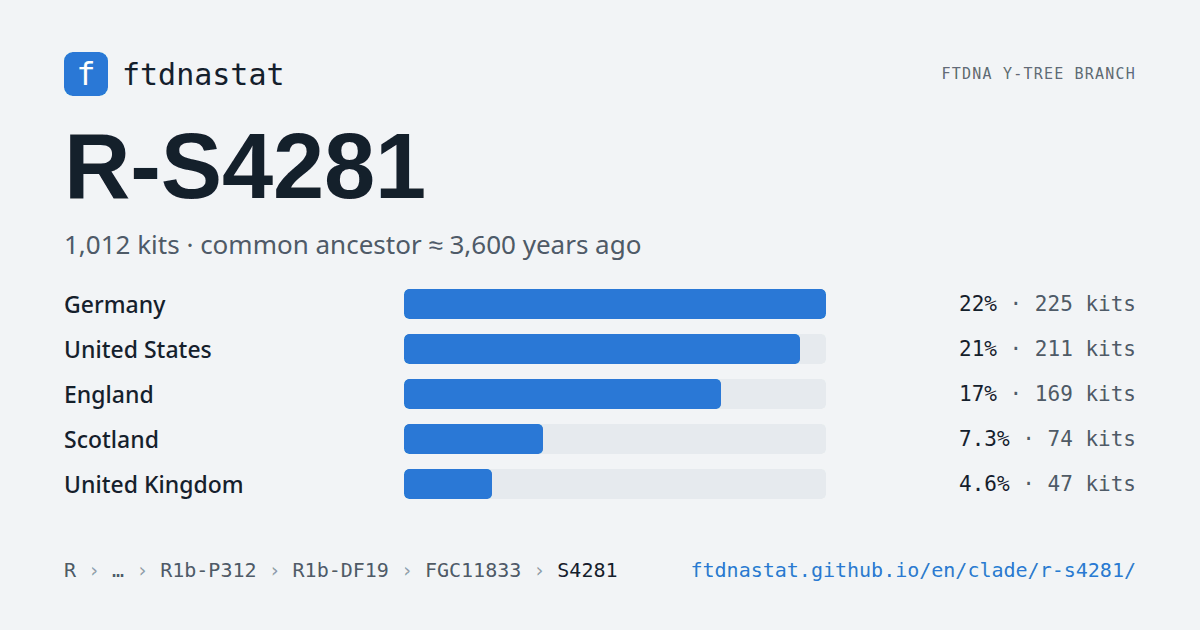 f ftdnastat
FTDNA Y-TREE BRANCH
R-S4281
1,012 kits · common ancestor ≈ 3,600 years ago
Germany 22% · 225 kits
United States 21% · 211 kits
England 17% · 169 kits
Scotland 7.3% · 74 kits
United Kingdom 4.6% · 47 kits
R › … › R1b-P312 › R1b-DF19 › FGC11833 › S4281
ftdnastat.github.io/en/clade/r-s4281/